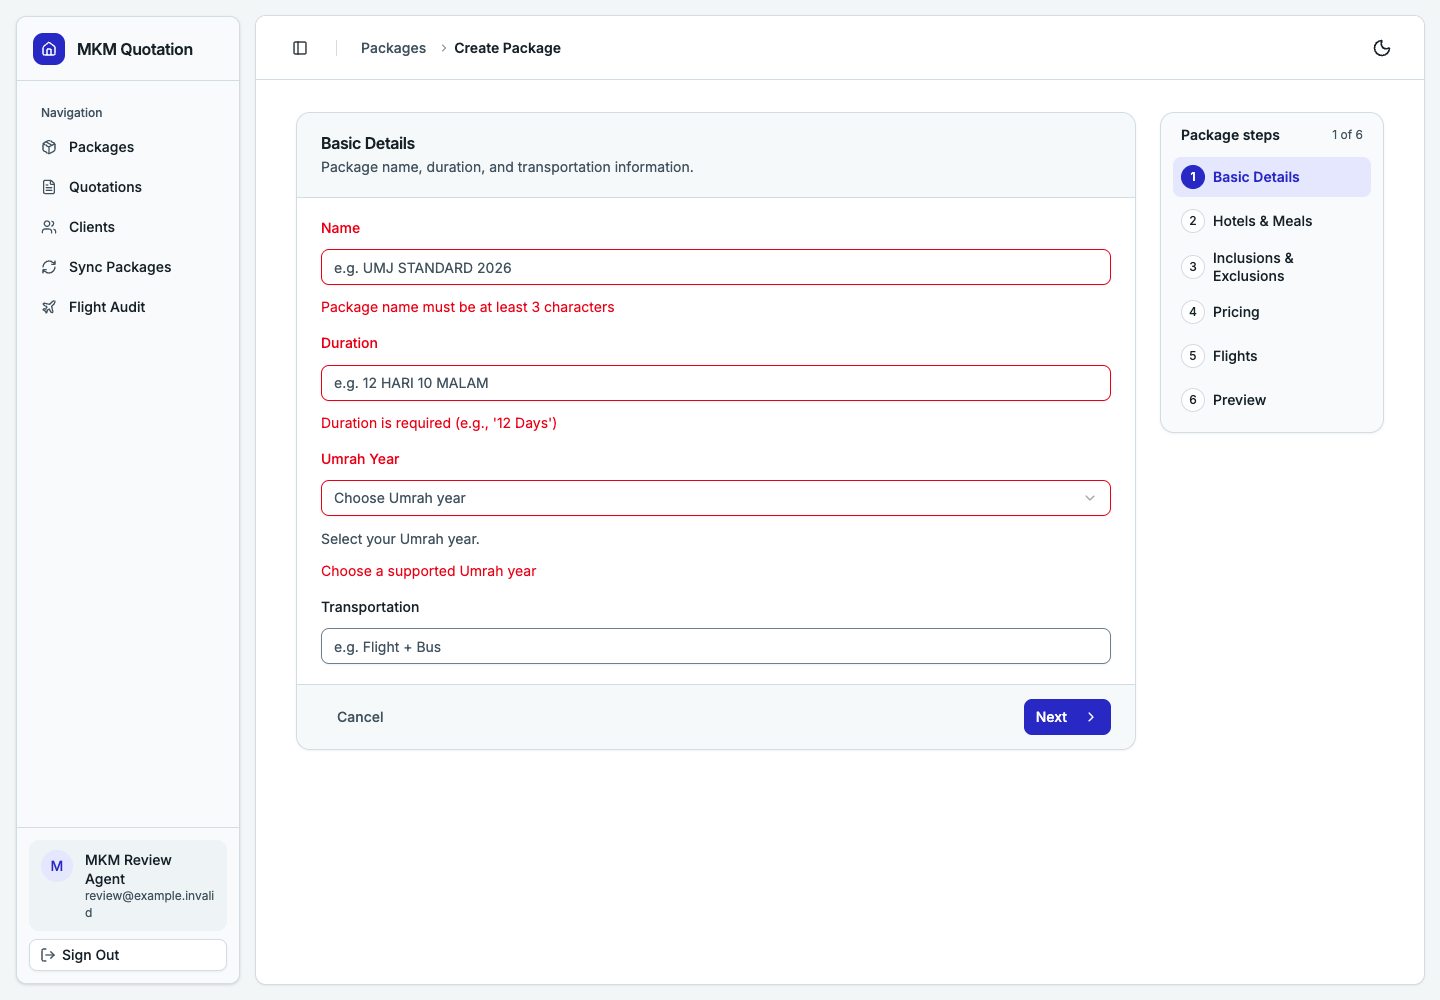 MKM Quotation
Navigation
Packages
Quotations
Clients
Sync Packages
Flight Audit
MKM Review
Agent
review@example.invali
d
Sign Out
Packages
Create Package
Basic Details
Package name, duration, and transportation information.
Name
e.g. UMJ STANDARD 2026
Package name must be at least 3 characters
Duration
e.g. 12 HARI 10 MALAM
Duration is required (e.g., '12 Days')
Umrah Year
Choose Umrah year
Select your Umrah year.
Choose a supported Umrah year
Transportation
e.g. Flight + Bus
Cancel
Next
Package steps
1 of 6
1 Basic Details
2 Hotels & Meals
3 Inclusions &
Exclusions
4 Pricing
5 Flights
6 Preview
M